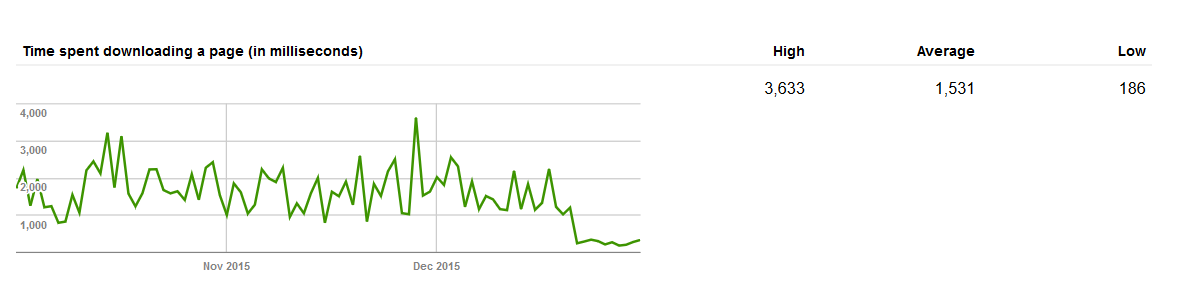 Time spent downloading a page (in milliseconds) High Average Low
3,633 1,531 186
4,000
3,000
2,000
1,000
Nov 2015 Dec 2015